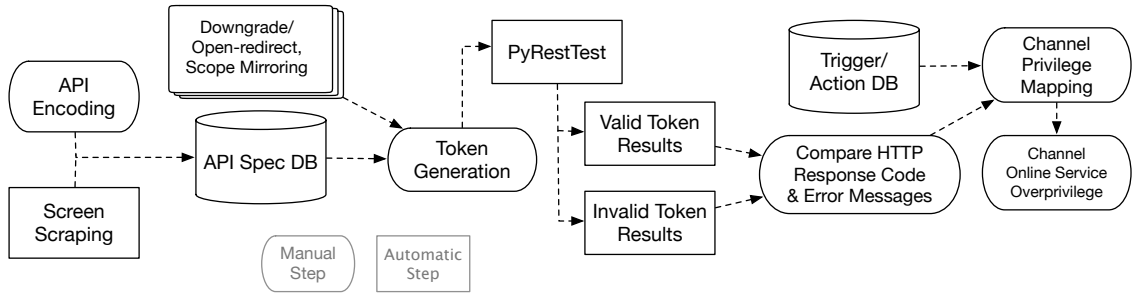 Downgrade/
Open-redirect,
Scope Mirroring
API
Encoding
Screen
Scraping
API Spec DB
Token
Generation
PyRestTest
Valid Token
Results
Invalid Token
Results
Trigger/
Action DB
Compare HTTP
Response Code
& Error Messages
Channel
Privilege
Mapping
Channel
Online Service
Overprivilege
Manual
Step
Automatic
Step